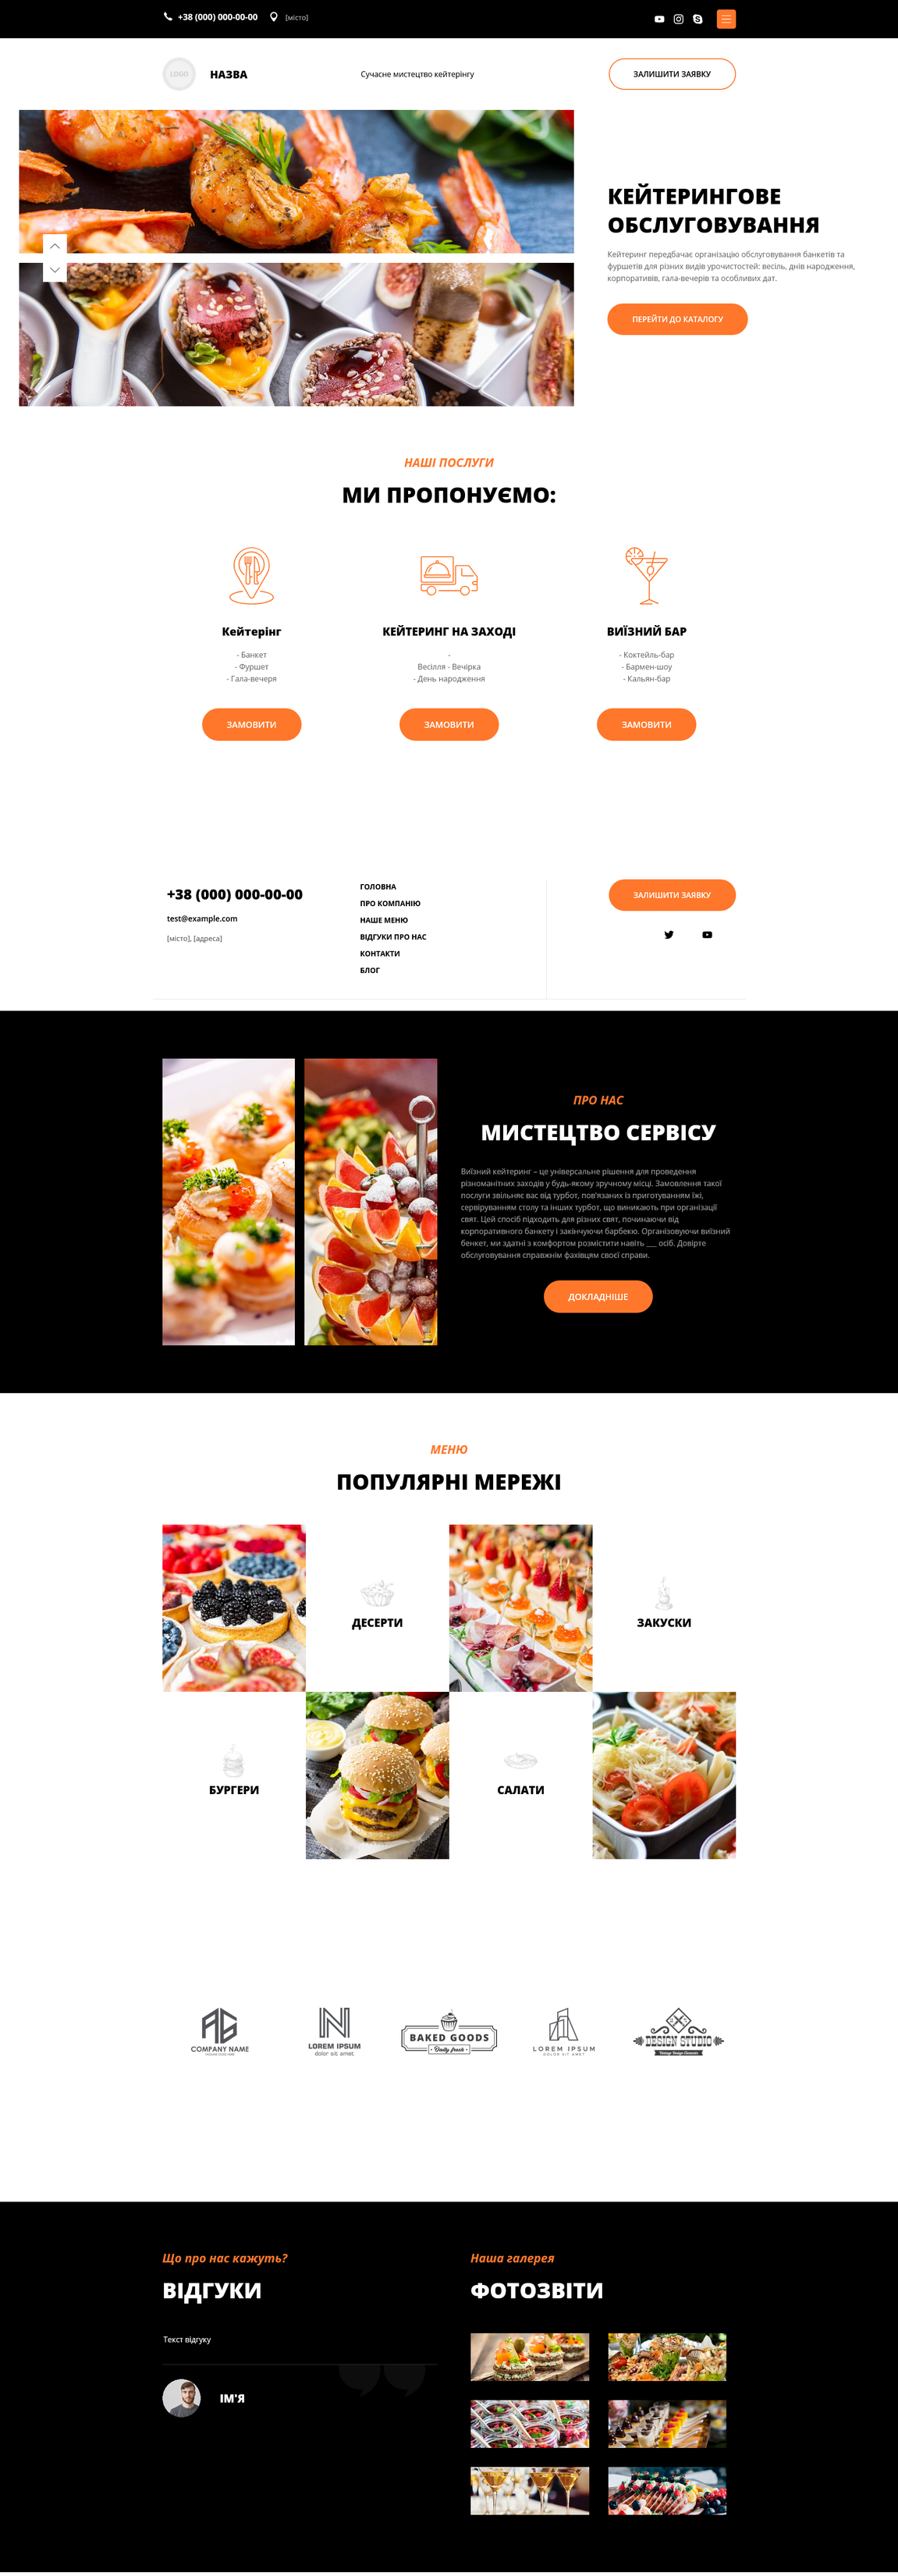 +38 (000) 000-00-00
[місто]
LOGO
НАЗВА
Сучасне мистецтво кейтерінгу
ЗАЛИШИТИ ЗАЯВКУ
КЕЙТЕРИНГОВЕ
ОБСЛУГОВУВАННЯ
Кейтеринг передбачає організацію обслуговування банкетів та
фуршетів для різних видів урочистостей: весіль, днів народження,
корпоративів, гала-вечерів та особливих дат.
ПЕРЕЙТИ ДО КАТАЛОГУ
НАШІ ПОСЛУГИ
МИ ПРОПОНУЄМО:
Кейтерінг
- Банкет
- Фуршет
- Гала-вечеря
ЗАМОВИТИ
КЕЙТЕРИНГ НА ЗАХОДІ
-
Весілля - Вечірка
- День народження
ЗАМОВИТИ
ВИЇЗНИЙ БАР
- Коктейль-бар
- Бармен-шоу
- Кальян-бар
ЗАМОВИТИ
+38 (000) 000-00-00
test@example.com
[місто], [адреса]
ГОЛОВНА
ПРО КОМПАНІЮ
НАШЕ МЕНЮ
ВІДГУКИ ПРО НАС
КОНТАКТИ
БЛОГ
ЗАЛИШИТИ ЗАЯВКУ
ПРО НАС
МИСТЕЦТВО СЕРВІСУ
Виїзний кейтеринг – це універсальне рішення для проведення
різноманітних заходів у будь-якому зручному місці. Замовлення такої
послуги звільняє вас від турбот, пов'язаних із приготуванням їжі,
сервіруванням столу та інших турбот, що виникають при організації
свят. Цей спосіб підходить для різних свят, починаючи від
корпоративного банкету і закінчуючи барбекю. Організовуючи виїзний
бенкет, ми здатні з комфортом розмістити навіть ___ осіб. Довірте
обслуговування справжнім фахівцям своєї справи.
ДОКЛАДНІШЕ
МЕНЮ
ПОПУЛЯРНІ МЕРЕЖІ
ДЕСЕРТИ
ЗАКУСКИ
БУРГЕРИ
САЛАТИ
COMPANY NAME
LOREM IPSUM
dolor sit amet
BAKED GOODS
Daily fresh
LOREM IPSUM
DOLOR SIT AMET
DESIGN STUDIO
Vintage Design Elements
Що про нас кажуть?
ВІДГУКИ
Текст відгуку
ІМ'Я
Наша галерея
ФОТОЗВІТИ